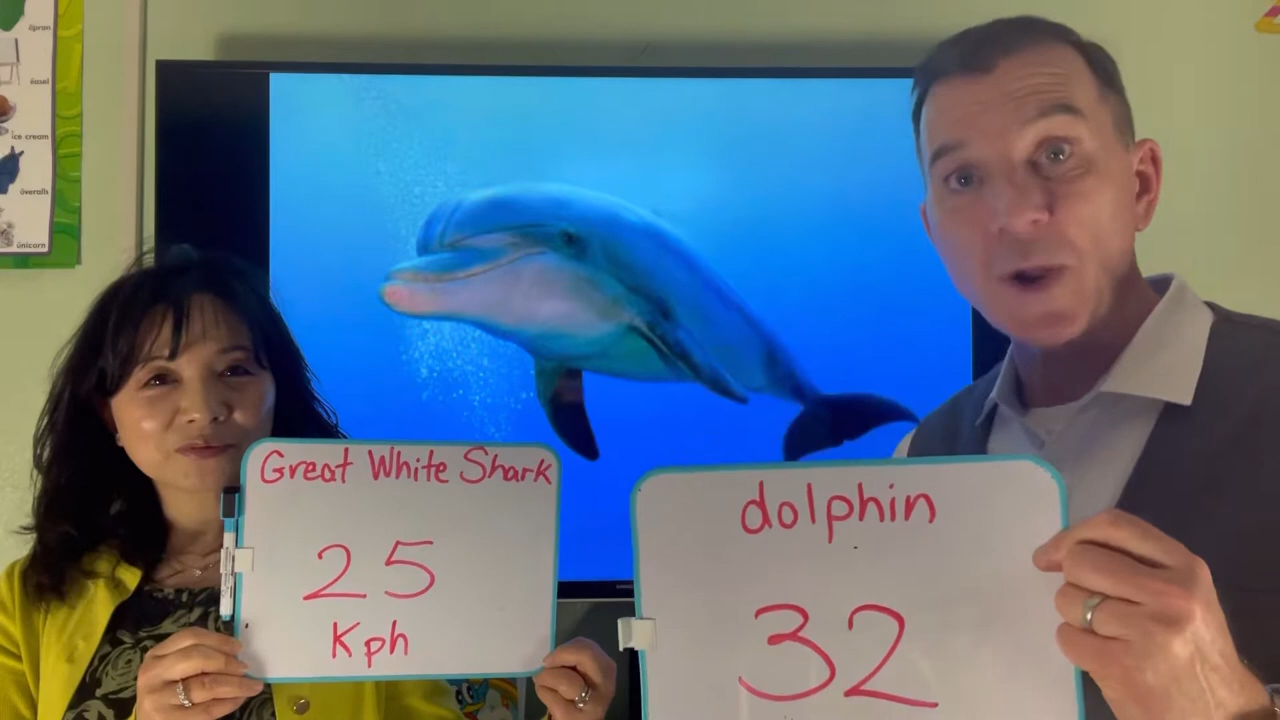 apron
easel
ice cream
overalls
unicorn
Great White Shark
25
Kph
dolphin
32